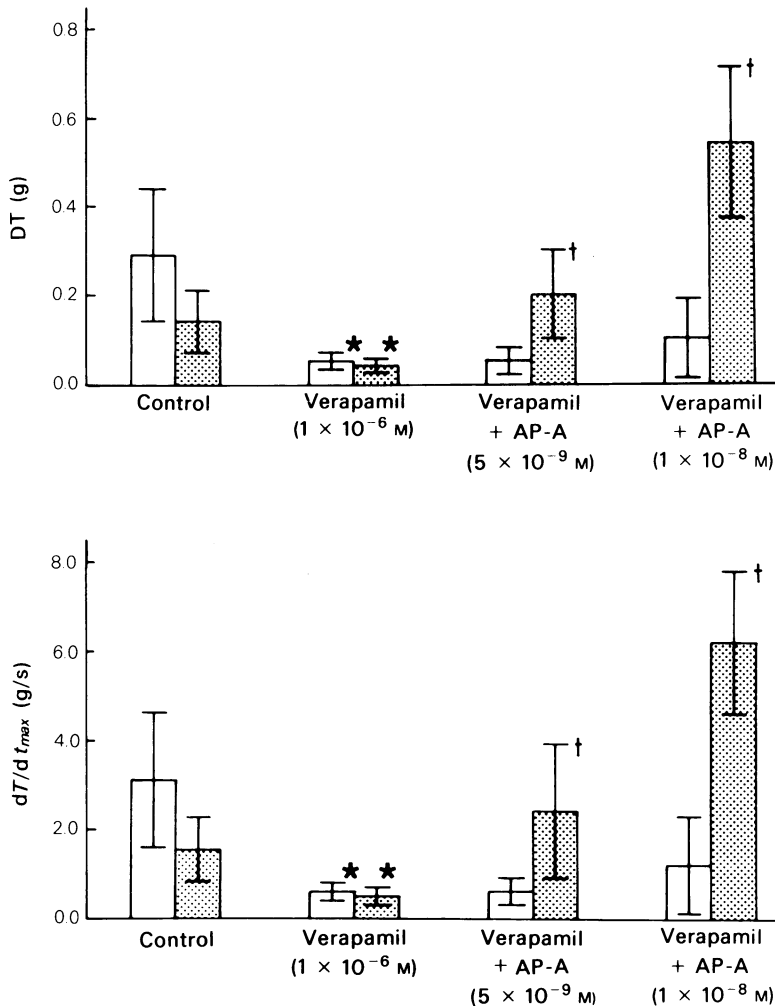 0.8
0.6
DT (g)
0.4
0.2
0.0
Control Verapamil Verapamil Verapamil
(1 × 10⁻⁶ M) + AP-A + AP-A
(5 × 10⁻⁹ M) (1 × 10⁻⁸ M)
★ ★ † †
8.0
6.0
dT/dt max (g/s)
4.0
2.0
0.0
Control Verapamil Verapamil Verapamil
(1 × 10⁻⁶ M) + AP-A + AP-A
(5 × 10⁻⁹ M) (1 × 10⁻⁸ M)
★ ★ † †